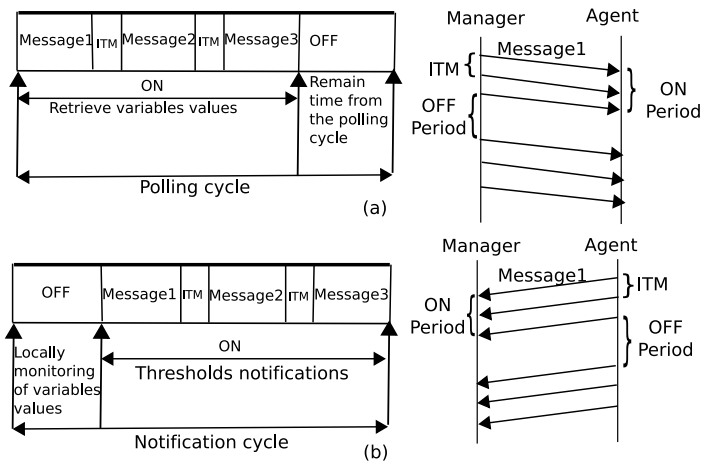 Message1 ITM Message2 ITM Message3 OFF
ON
Retrieve variables values
Remain
time from
the polling
cycle
Polling cycle
(a)
Manager Agent
Message1
ITM
ON
Period
OFF
Period
OFF Message1 ITM Message2 ITM Message3
ON
Thresholds notifications
Locally
monitoring
of variables
values
Notification cycle
(b)
Manager Agent
Message1
ITM
ON
Period
OFF
Period